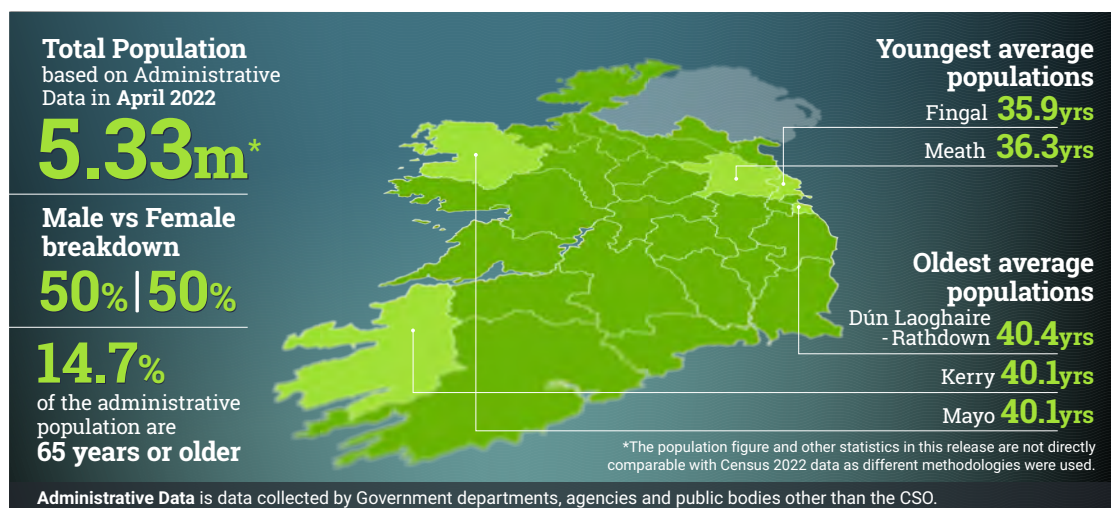 Total Population
based on Administrative
Data in April 2022
5.33m*
Male vs Female
breakdown
50% | 50%
14.7%
of the administrative
population are
65 years or older
Youngest average
populations
Fingal 35.9yrs
Meath 36.3yrs
Oldest average
populations
Dún Laoghaire
-Rathdown 40.4yrs
Kerry 40.1yrs
Mayo 40.1yrs
*The population figure and other statistics in this release are not directly
comparable with Census 2022 data as different methodologies were used.
Administrative Data is data collected by Government departments, agencies and public bodies other than the CSO.